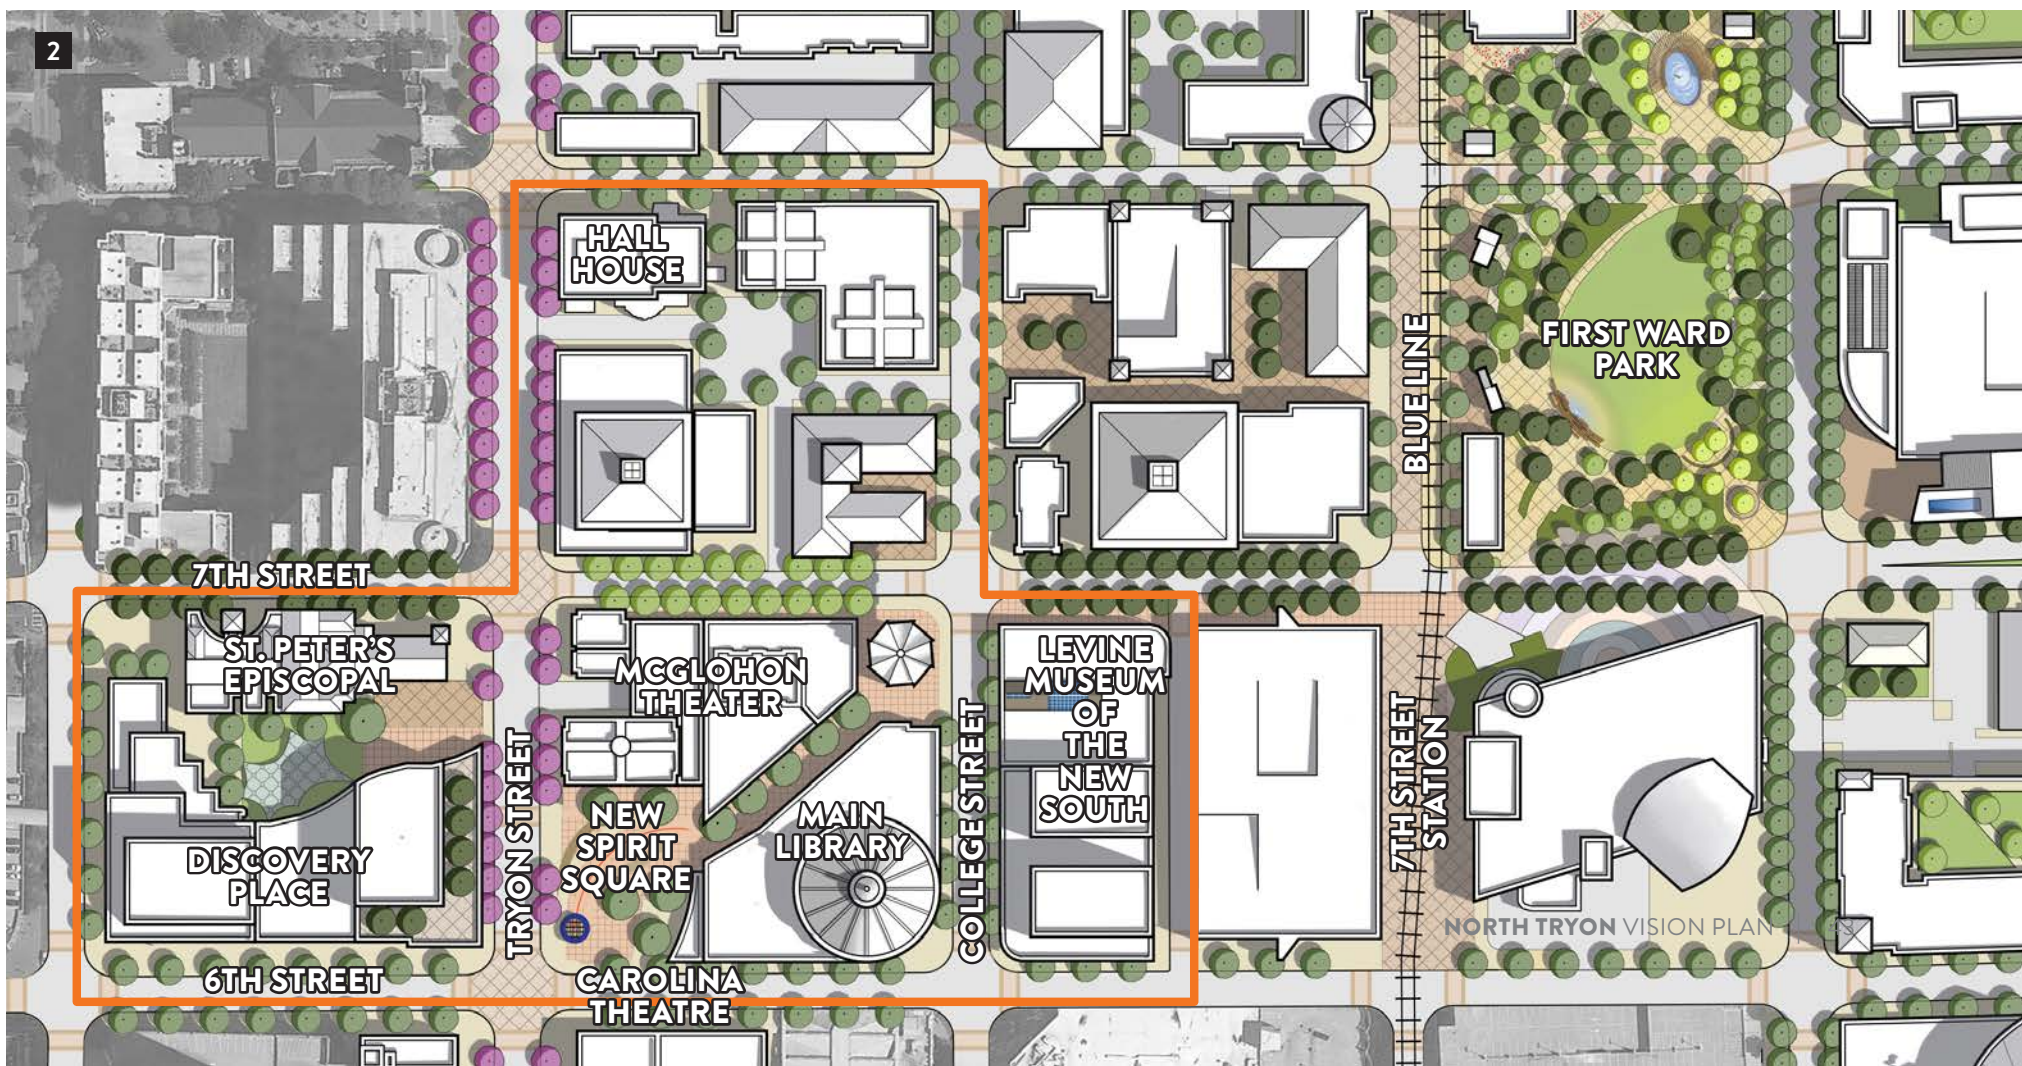 2
HALL
HOUSE
FIRST WARD
PARK
BLUE LINE
7TH STREET
ST. PETER'S
EPISCOPAL
MCGLOHON
THEATER
LEVINE
MUSEUM
OF
THE
NEW
SOUTH
7TH STREET
STATION
TRYON STREET
COLLEGE STREET
NEW
SPIRIT
SQUARE
MAIN
LIBRARY
DISCOVERY
PLACE
NORTH TRYON VISION PLAN
6TH STREET
CAROLINA
THEATRE